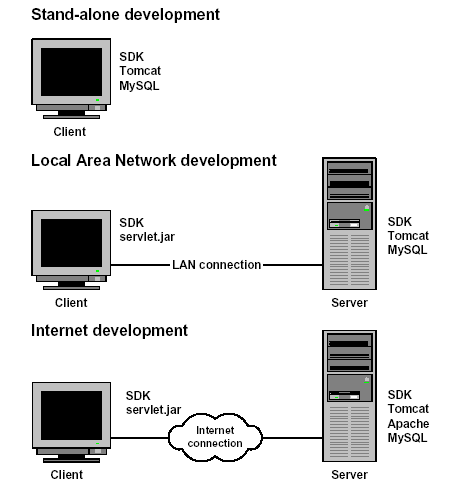 Stand-alone development
SDK
Tomcat
MySQL
Client
Local Area Network development
SDK
servlet.jar
LAN connection
SDK
Tomcat
MySQL
Client
Server
Internet development
SDK
servlet.jar
Internet
connection
SDK
Tomcat
Apache
MySQL
Client
Server